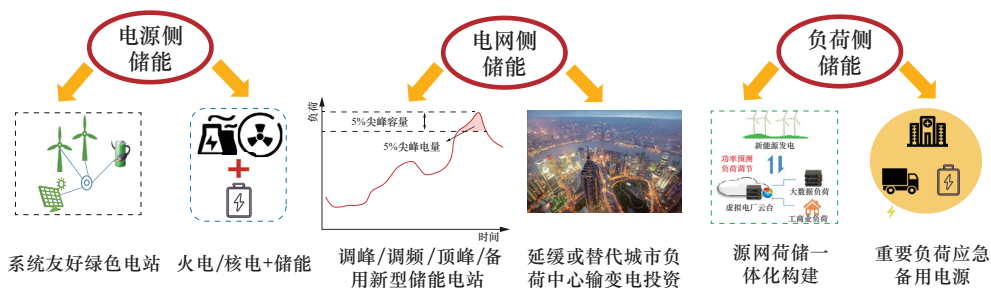 电源侧
储能
系统友好绿色电站
火电/核电+储能
电网侧
储能
负荷
5%尖峰容量
5%尖峰电量
时间
调峰/调频/顶峰/备
用新型储能电站
延缓或替代城市负
荷中心输变电投资
负荷侧
储能
新能源发电
功率预测
负荷调节
大数据负荷
虚拟电厂云台
工商业负荷
源网荷储一
体化构建
重要负荷应急
备用电源